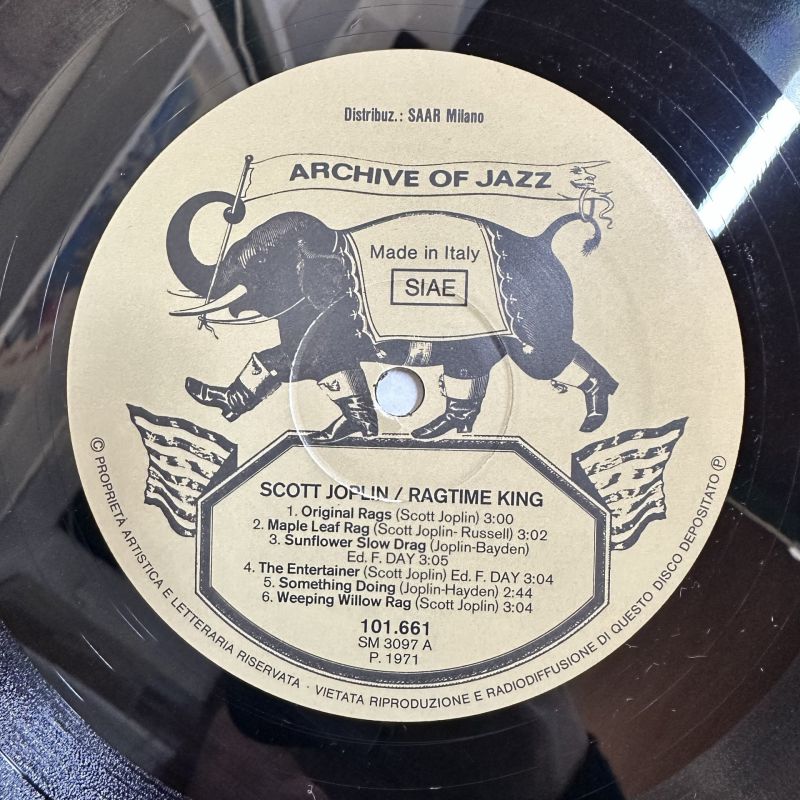 Distribuz.: SAAR Milano
ARCHIVE OF JAZZ
Made in Italy
SIAE
SCOTT JOPLIN / RAGTIME KING
1. Original Rags (Scott Joplin) 3:00
2. Maple Leaf Rag (Scott Joplin- Russell) 3:02
3. Sunflower Slow Drag (Joplin-Bayden)
Ed. F. DAY 3:05
4. The Entertainer (Scott Joplin) Ed. F. DAY 3:04
5. Something Doing (Joplin-Hayden) 2:44
6. Weeping Willow Rag (Scott Joplin) 3:04
101.661
SM 3097 A
P. 1971
© PROPRIETÀ ARTISTICA E LETTERARIA RISERVATA · VIETATA RIPRODUZIONE E RADIODIFFUSIONE DI QUESTO DISCO DEPOSITATO ℗